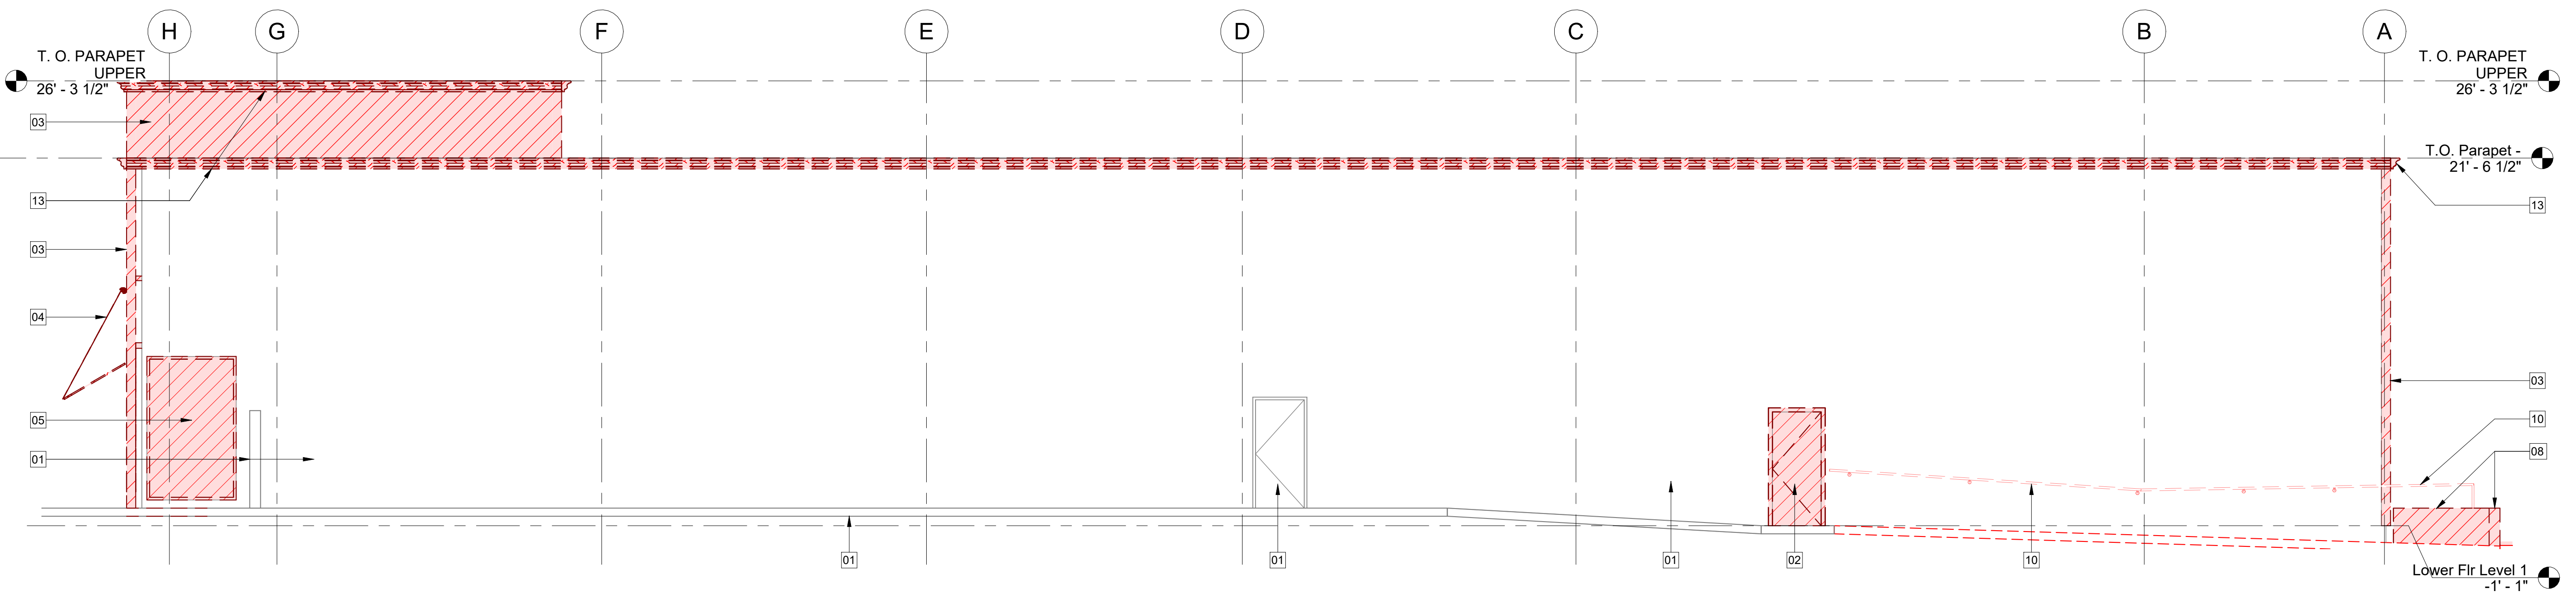 H G F E D C B A
T. O. PARAPET
UPPER
26' - 3 1/2"
T. O. PARAPET
UPPER
26' - 3 1/2"
03
T.O. Parapet -
21' - 6 1/2"
13
13
03
04
03
05
10
01
08
01
01
01
02
10
Lower Flr Level 1
-1' - 1"